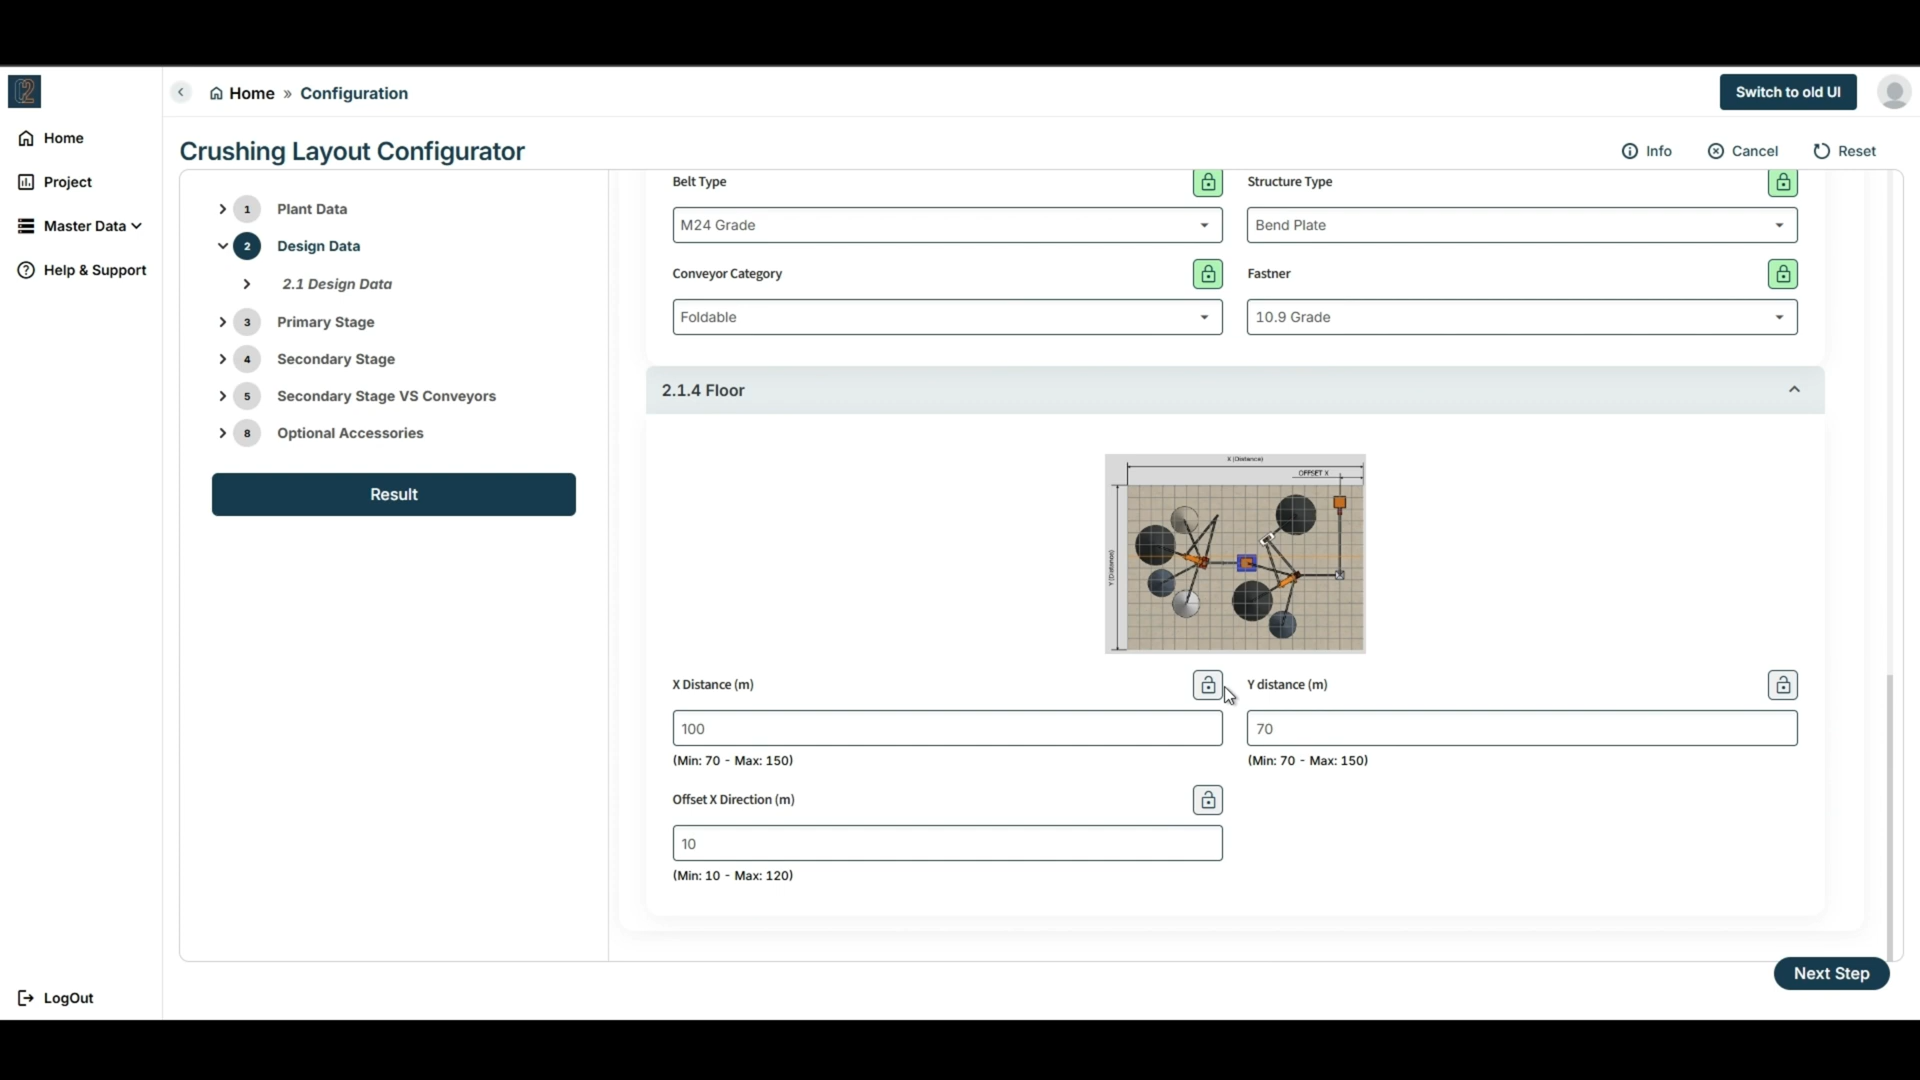 Home » Configuration
Switch to old UI
Home
Project
Master Data
Help & Support
LogOut
Crushing Layout Configurator
Info
Cancel
Reset
1 Plant Data
2 Design Data
2.1 Design Data
3 Primary Stage
4 Secondary Stage
5 Secondary Stage VS Conveyors
8 Optional Accessories
Result
Belt Type
Structure Type
M24 Grade
Bend Plate
Conveyor Category
Fastner
Foldable
10.9 Grade
2.1.4 Floor
X (Distance)
OFFSET X
Y (Distance)
X Distance (m)
Y distance (m)
100
70
(Min: 70 - Max: 150)
(Min: 70 - Max: 150)
Offset X Direction (m)
10
(Min: 10 - Max: 120)
Next Step